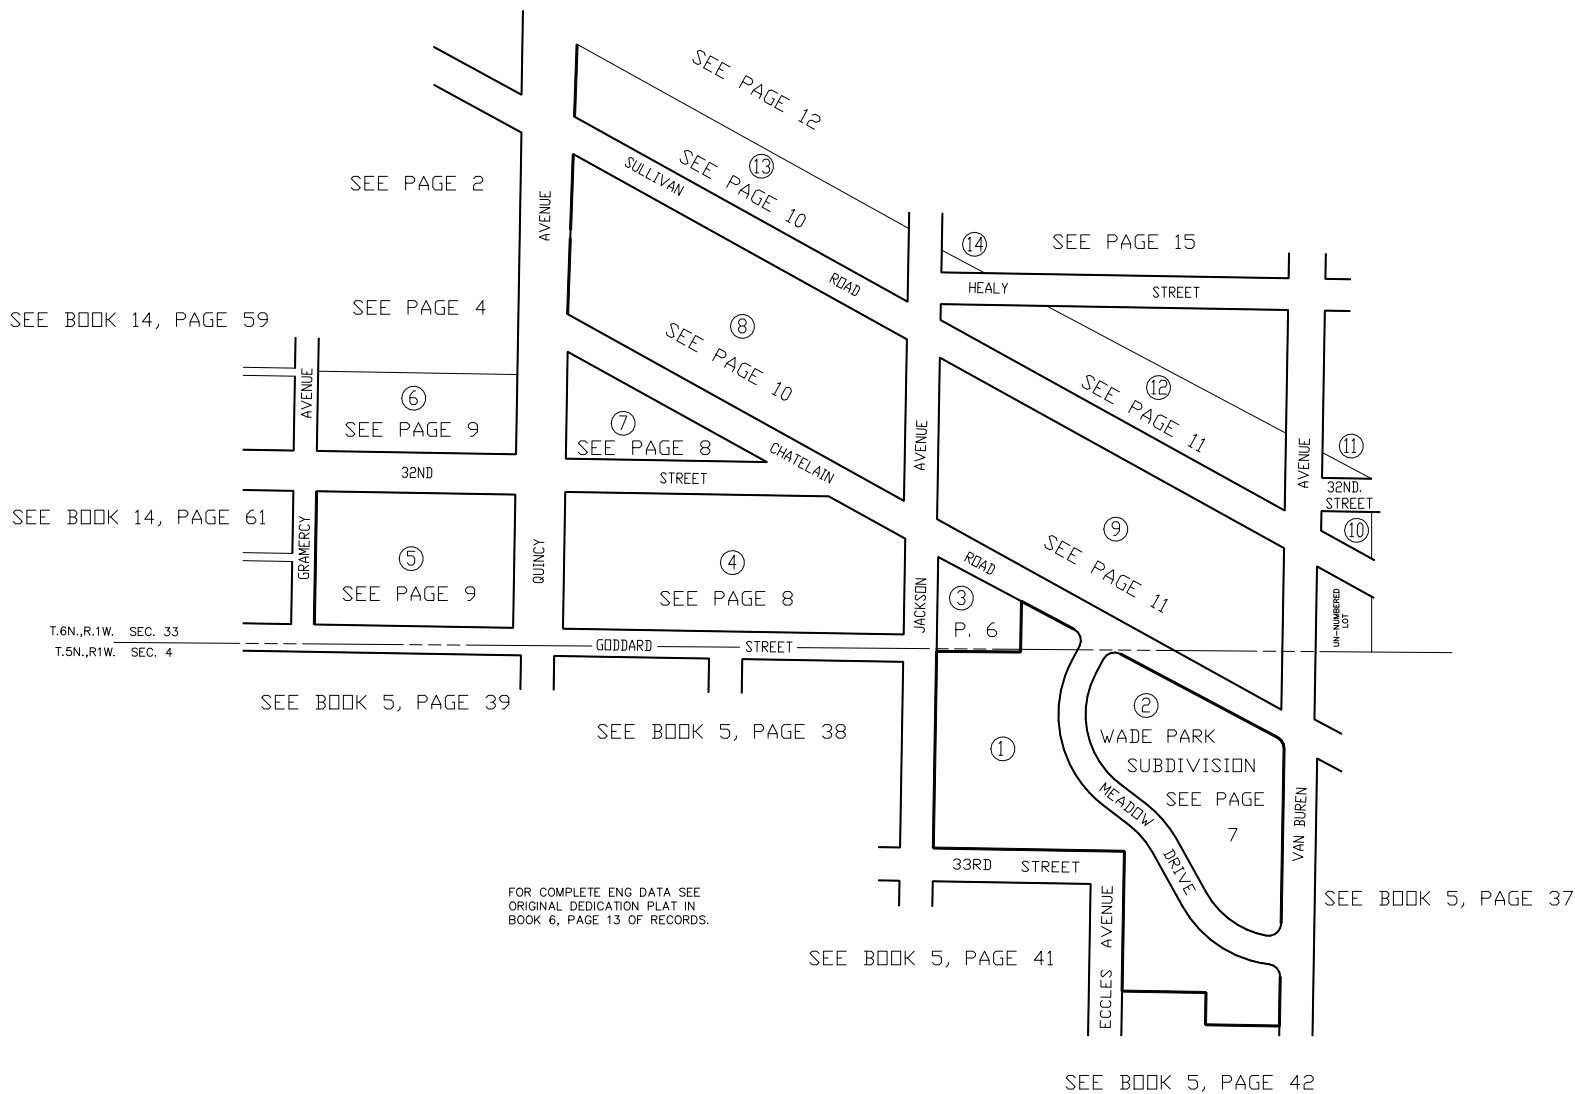 SEE PAGE 12
13
SEE PAGE 10
SULLIVAN ROAD
SEE PAGE 2
AVENUE
14
SEE PAGE 15
HEALY STREET
SEE PAGE 4
SEE BOOK 14, PAGE 59
8
SEE PAGE 10
12
SEE PAGE 11
AVENUE
6
SEE PAGE 9
7
SEE PAGE 8
CHATELAIN
AVENUE
AVENUE
11
32ND
STREET
32ND.
STREET
10
SEE BOOK 14, PAGE 61
GRAMERCY
5
SEE PAGE 9
QUINCY
4
SEE PAGE 8
9
SEE PAGE 11
ROAD
JACKSON
3
P. 6
UN-NUMBERED
LOT
5
T.6N.,R.1W. SEC. 33
T.5N.,R1W. SEC. 4
GODDARD STREET
SEE BOOK 5, PAGE 39
SEE BOOK 5, PAGE 38
1
2
WADE PARK
SUBDIVISION
SEE PAGE
7
MEADOW DRIVE
VAN BUREN
33RD STREET
ECCLES AVENUE
FOR COMPLETE ENG DATA SEE
ORIGINAL DEDICATION PLAT IN
BOOK 6, PAGE 13 OF RECORDS.
SEE BOOK 5, PAGE 37
SEE BOOK 5, PAGE 41
SEE BOOK 5, PAGE 42